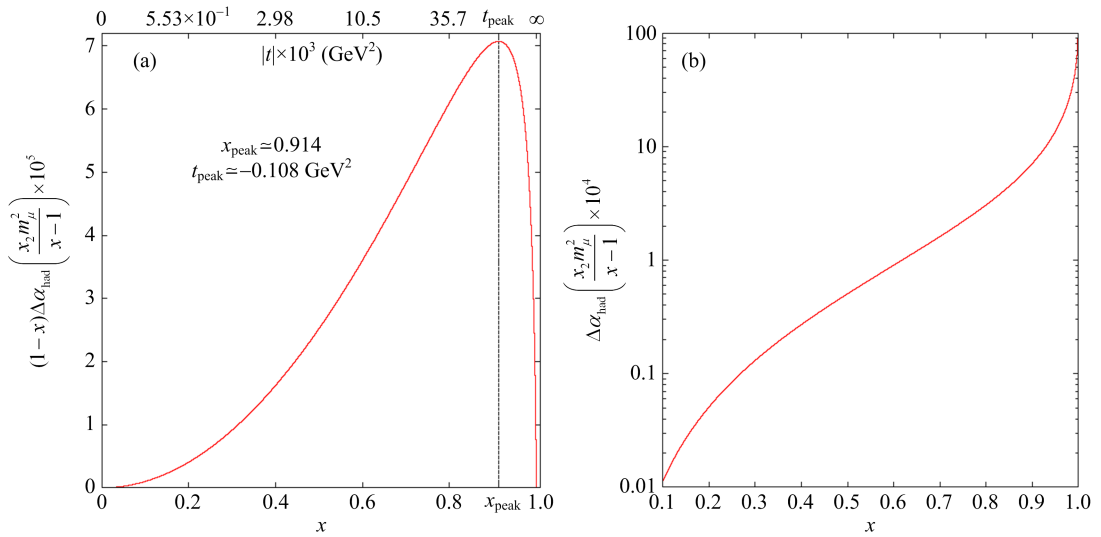 0 5.53×10⁻¹ 2.98 10.5 35.7 t_peak ∞
|t|×10³ (GeV²)
(a)
7
6
5
4
3
2
1
0
x_peak≃0.914
t_peak≃−0.108 GeV²
(1−x)Δα_had(x₂m²_μ/x−1)×10⁵
0 0.2 0.4 0.6 0.8 x_peak 1.0
x
(b)
100
10
1
0.1
0.01
Δα_had(x₂m²_μ/x−1)×10⁴
0.1 0.2 0.3 0.4 0.5 0.6 0.7 0.8 0.9 1.0
x